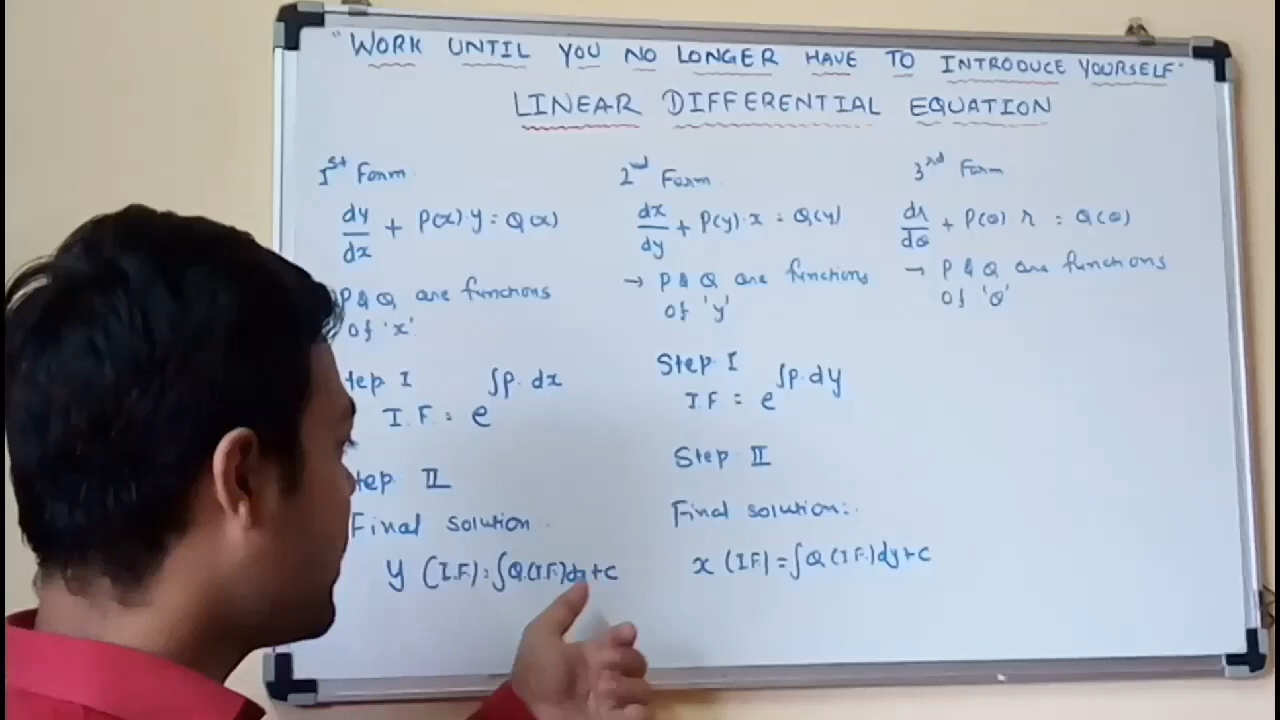 "WORK UNTIL YOU NO LONGER HAVE TO INTRODUCE YOURSELF"
LINEAR DIFFERENTIAL EQUATION
1st Form
dy/dx + P(x) y = Q(x)
P & Q are functions
of 'x'
tep I
I.F = e^∫P. dx
tep II
Final solution
y (I.F) = ∫Q.(I.F) dx + C
2nd Form
dx/dy + P(y).x = Q(y)
→ P & Q are functions
of 'y'
Step I
I.F = e^∫P. dy
Step II
Final solution:.
x (I.F) = ∫Q (I.F.) dy + C
3rd Form
dr/dθ + P(θ) r = Q(θ)
→ P & Q are functions
of 'θ'